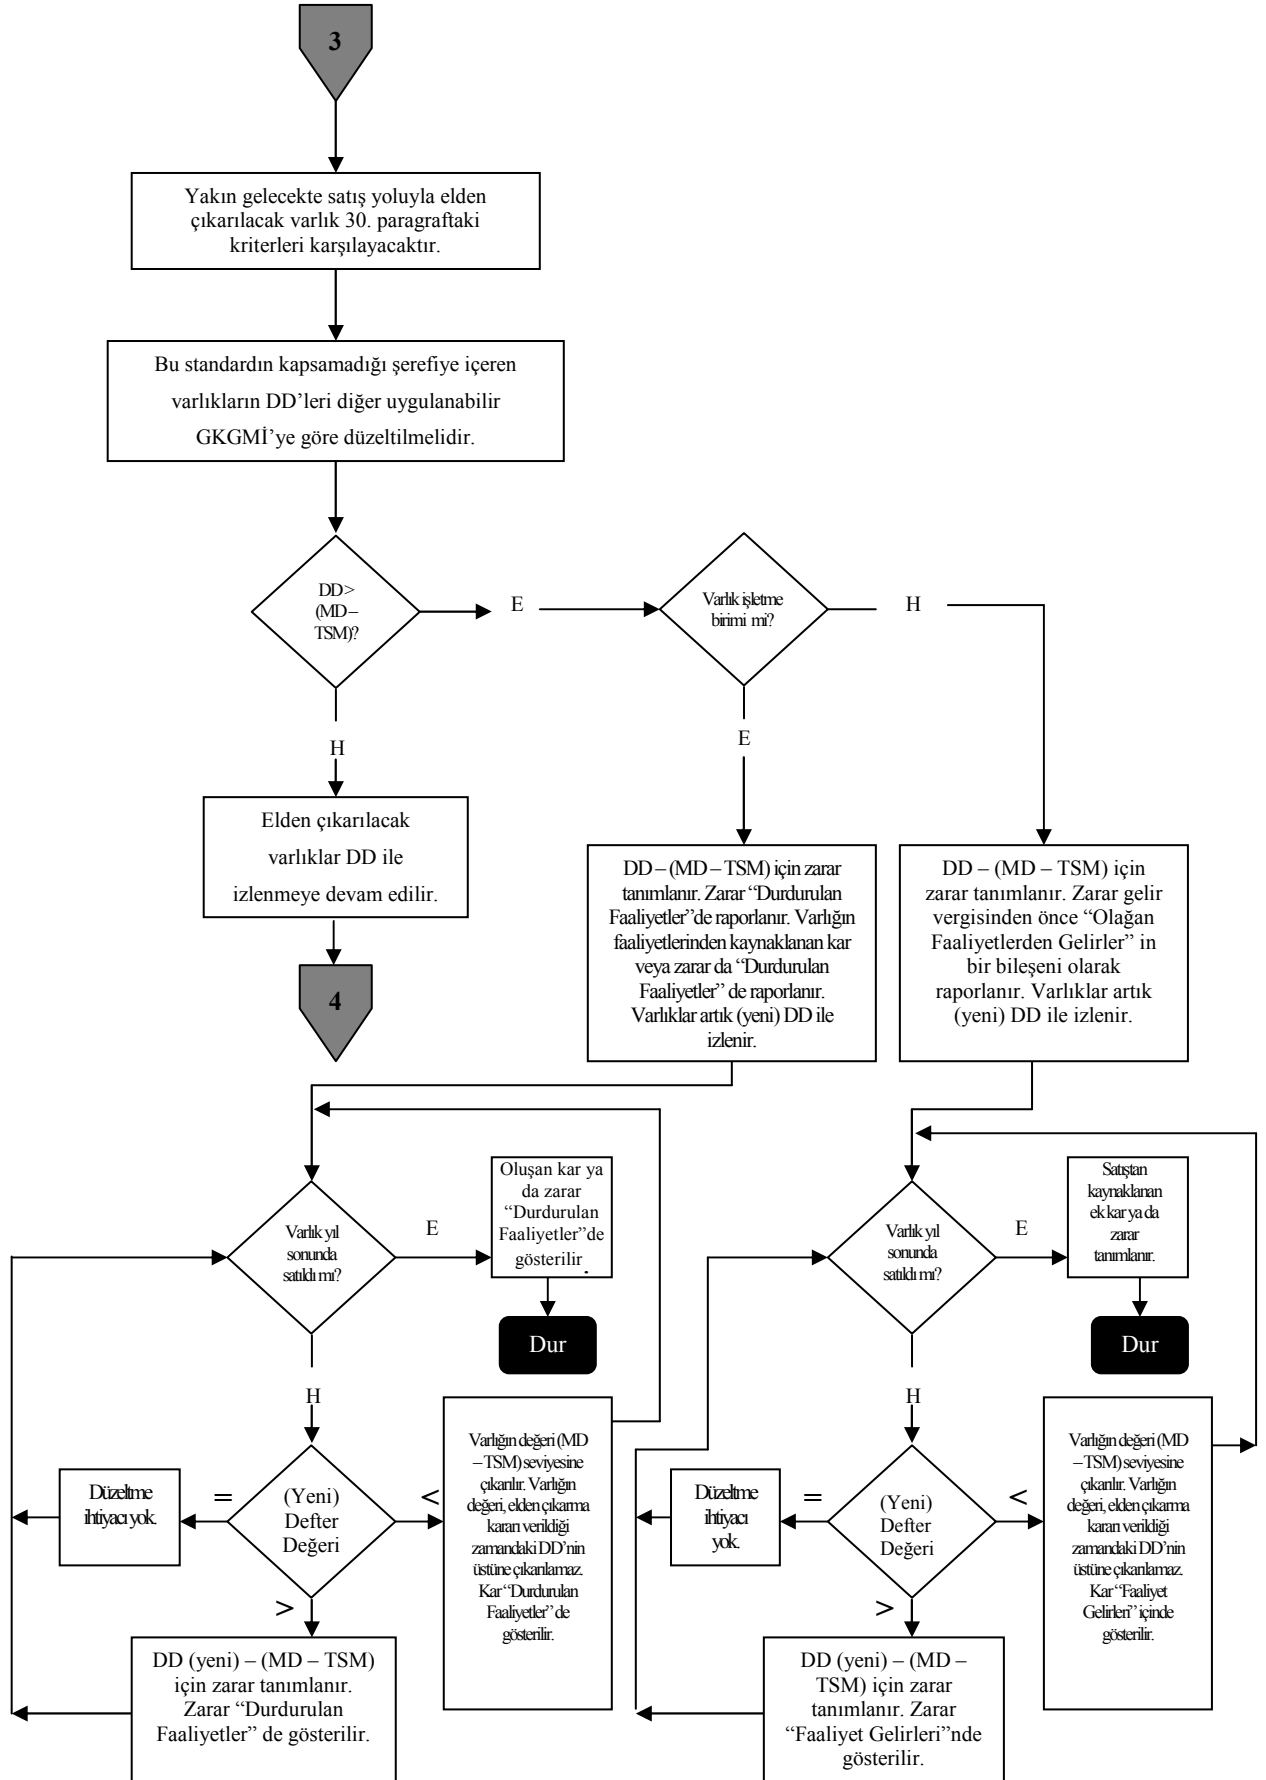 3
Yakın gelecekte satış yoluyla elden
çıkarılacak varlık 30. paragraftaki
kriterleri karşılayacaktır.
Bu standardın kapsamadığı şerefiye içeren
varlıkların DD’leri diğer uygulanabilir
GKGMİ’ye göre düzeltilmelidir.
DD >
(MD –
TSM)?
E
Varlık işletme
birimi mi?
H
E
H
Elden çıkarılacak
varlıklar DD ile
izlenmeye devam edilir.
4
DD – (MD – TSM) için zarar
tanımlanır. Zarar “Durdurulan
Faaliyetler”de raporlanır. Varlığın
faaliyetlerinden kaynaklanan kar
veya zarar da “Durdurulan
Faaliyetler” de raporlanır.
Varlıklar artık (yeni) DD ile
izlenir.
DD – (MD – TSM) için
zarar tanımlanır. Zarar gelir
vergisinden önce “Olağan
Faaliyetlerden Gelirler” in
bir bileşeni olarak
raporlanır. Varlıklar artık
(yeni) DD ile izlenir.
Varlık yıl
sonunda
satıldı mı?
E
Oluşan kar ya
da zarar
“Durdurulan
Faaliyetler”de
gösterilir.
Dur
H
(Yeni)
Defter
Değeri
=
Düzeltme
ihtiyacı yok.
<
Varlığın değeri (MD
– TSM) seviyesine
çıkarılır. Varlığın
değeri, elden çıkarma
kararı verildiği
zamandaki DD’nin
üstüne çıkarılamaz.
Kar “Durdurulan
Faaliyetler” de
gösterilir.
>
DD (yeni) – (MD – TSM)
için zarar tanımlanır.
Zarar “Durdurulan
Faaliyetler” de gösterilir.
Varlık yıl
sonunda
satıldı mı?
E
Satıştan
kaynaklanan
ek kar ya da
zarar
tanımlanır.
Dur
H
(Yeni)
Defter
Değeri
=
Düzeltme
ihtiyacı
yok.
<
Varlığın değeri (MD
– TSM) seviyesine
çıkarılır. Varlığın
değeri, elden çıkarma
kararı verildiği
zamandaki DD’nin
üstüne çıkarılamaz.
Kar “Faaliyet
Gelirleri” içinde
gösterilir.
>
DD (yeni) – (MD –
TSM) için zarar
tanımlanır. Zarar
“Faaliyet Gelirleri”nde
gösterilir.